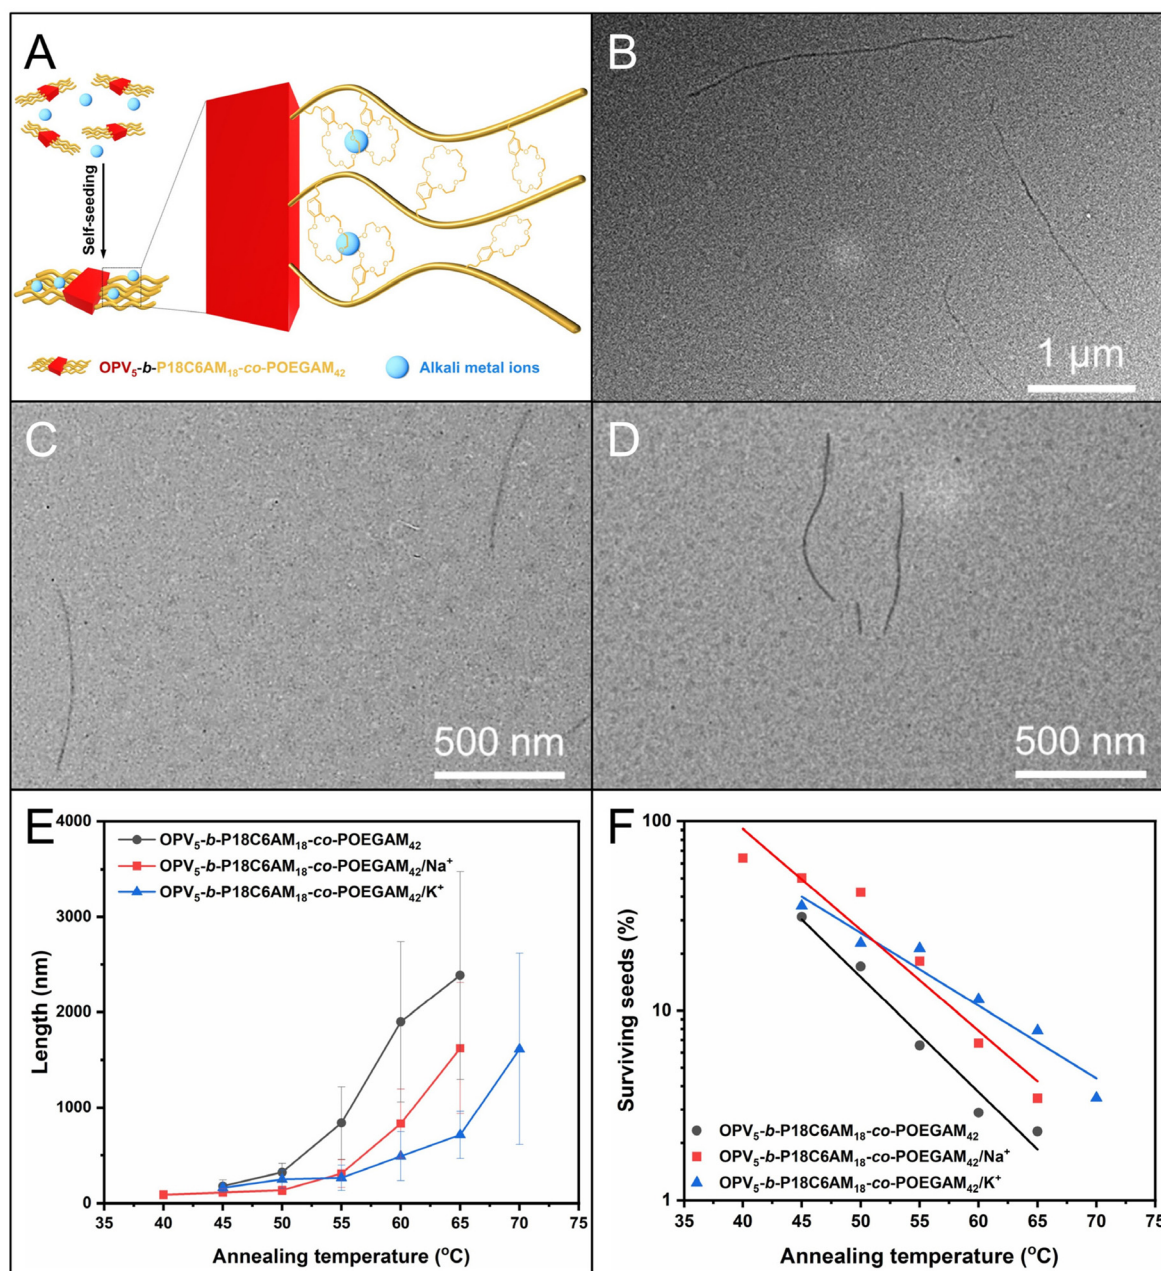 A
Self-seeding
OPV₅-b-P18C6AM₁₈-co-POEGAM₄₂
Alkali metal ions
B
1 μm
C
500 nm
D
500 nm
E
4000
3000
2000
1000
0
Length (nm)
OPV₅-b-P18C6AM₁₈-co-POEGAM₄₂
OPV₅-b-P18C6AM₁₈-co-POEGAM₄₂/Na⁺
OPV₅-b-P18C6AM₁₈-co-POEGAM₄₂/K⁺
35 40 45 50 55 60 65 70 75
Annealing temperature (°C)
F
100
10
1
Surviving seeds (%)
OPV₅-b-P18C6AM₁₈-co-POEGAM₄₂
OPV₅-b-P18C6AM₁₈-co-POEGAM₄₂/Na⁺
OPV₅-b-P18C6AM₁₈-co-POEGAM₄₂/K⁺
35 40 45 50 55 60 65 70 75
Annealing temperature (°C)